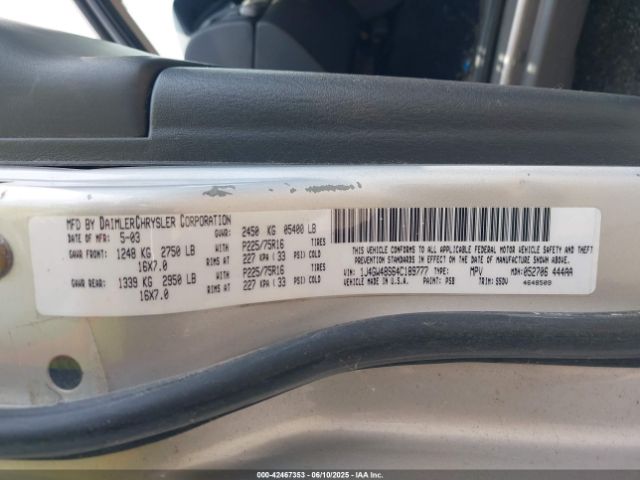 MFD BY DAIMLERCHRYSLER CORPORATION
DATE OF MFR: 5-03 GVWR: 2450 KG 05400 LB
GAWR FRONT: 1248 KG 2750 LB WITH P225/75R16 TIRES
16X7.0 RIMS AT 227 KPA ( 33 PSI) COLD
GAWR REAR: 1339 KG 2950 LB WITH P225/75R16 TIRES
16X7.0 RIMS AT 227 KPA ( 33 PSI) COLD
THIS VEHICLE CONFORMS TO ALL APPLICABLE FEDERAL MOTOR VEHICLE SAFETY AND THEFT
PREVENTION STANDARDS IN EFFECT ON THE DATE OF MANUFACTURE SHOWN ABOVE.
VIN: 1J4GW48S64C189777 TYPE: MPV MDH: 052706 444AA
VEHICLE MADE IN U.S.A. PAINT: PSB TRIM: S5DV 4648509
000-42467353 - 06/10/2025 - IAAI.COM